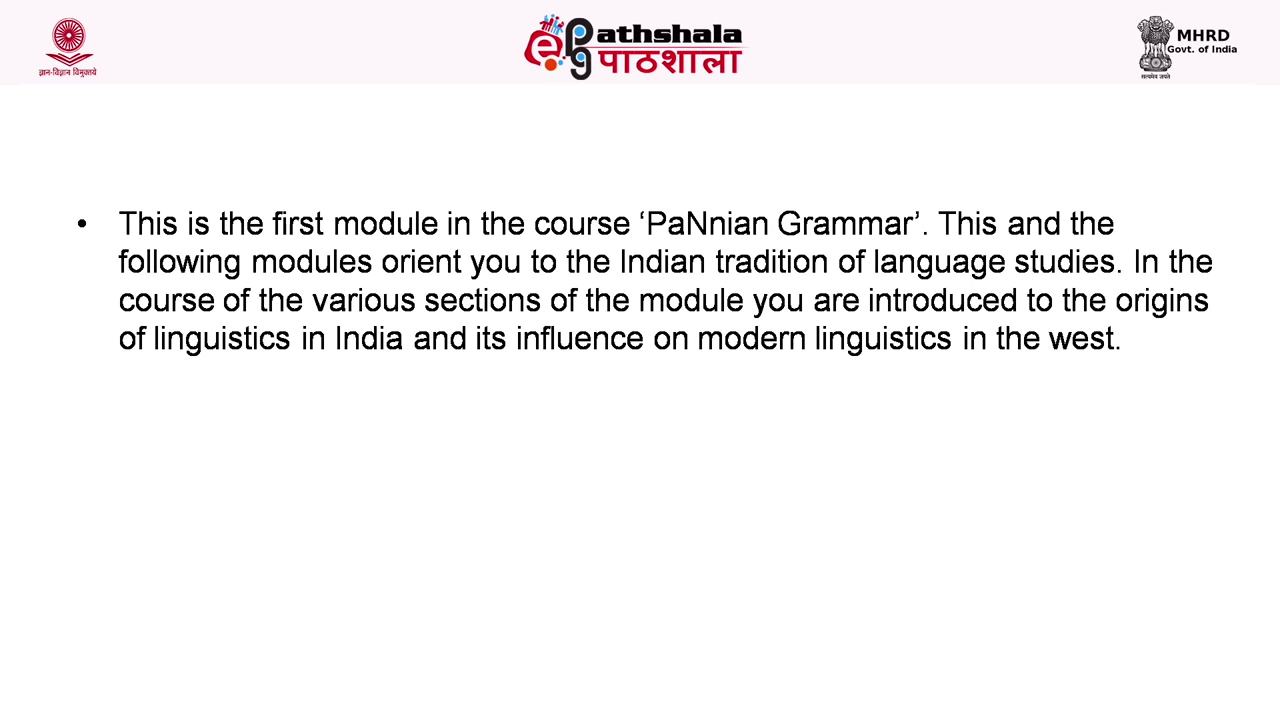 ज्ञान-विज्ञान विमुक्तये
e Pathshala
pg पाठशाला
MHRD
Govt. of India
सत्यमेव जयते
• This is the first module in the course ‘PaNnian Grammar’. This and the
following modules orient you to the Indian tradition of language studies. In the
course of the various sections of the module you are introduced to the origins
of linguistics in India and its influence on modern linguistics in the west.